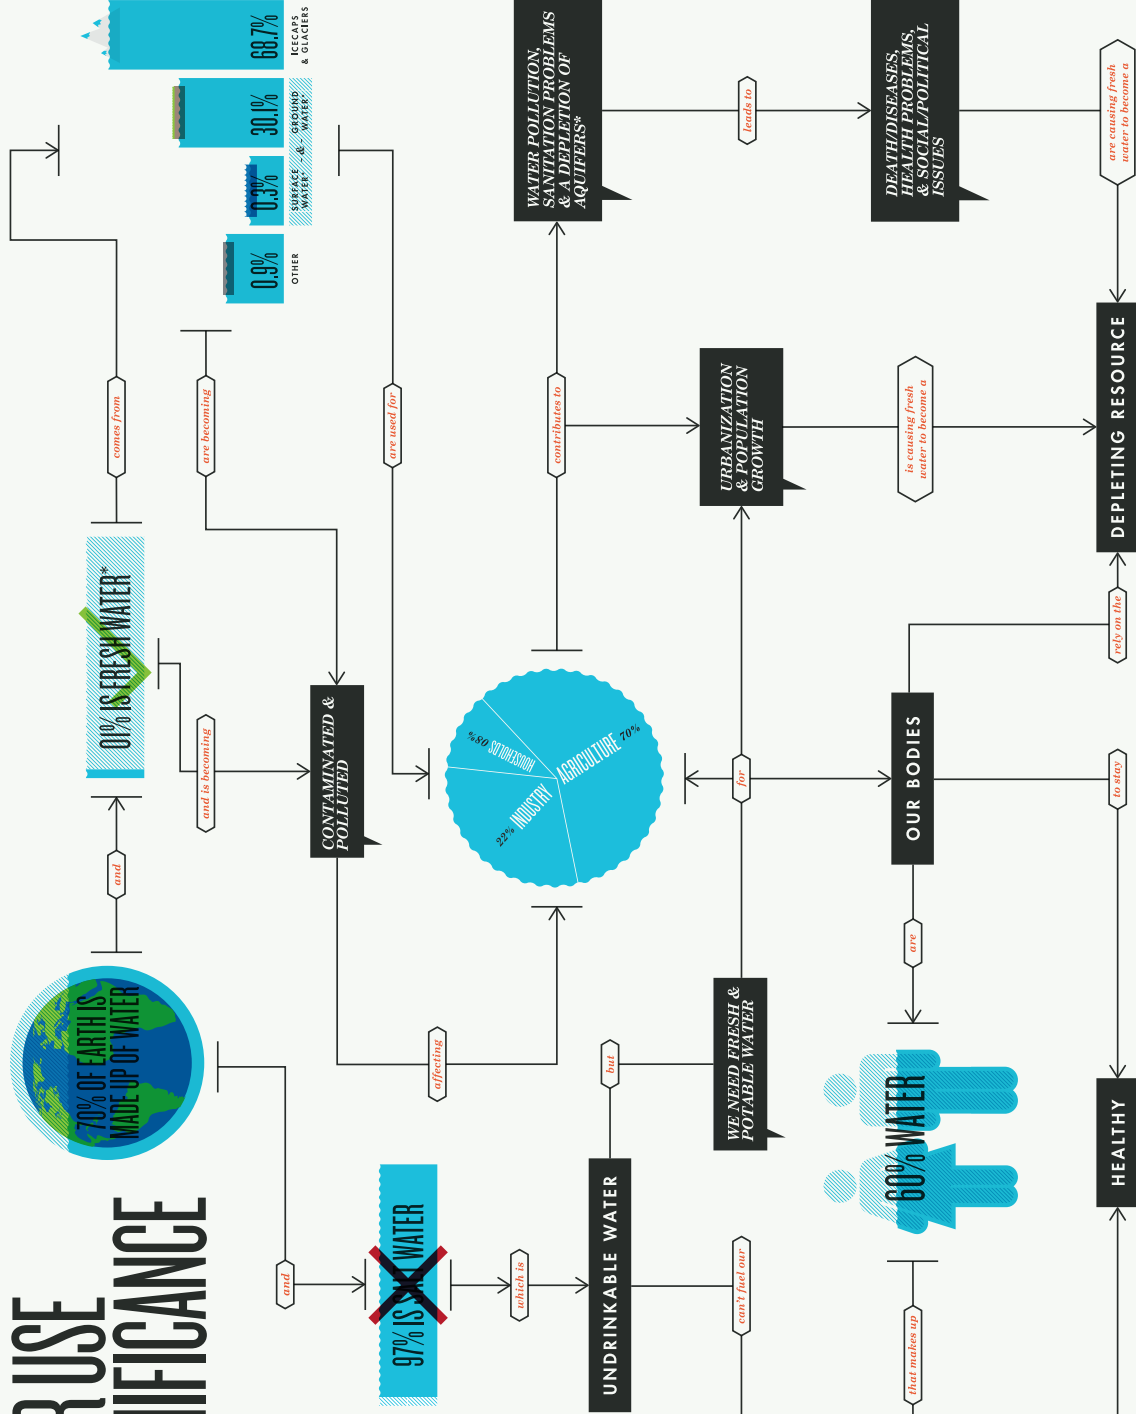 R USE
NIFICANCE
70% OF EARTH IS
MADE UP OF WATER
and
01% IS FRESH WATER*
comes from
68.7%
ICECAPS
& GLACIERS
30.1%
GROUND
WATER*
- & -
0.3%
SURFACE
WATER*
0.9%
OTHER
are becoming
and is becoming
CONTAMINATED &
POLLUTED
are used for
affecting
and
97% IS SALT WATER
which is
UNDRINKABLE WATER
but
WE NEED FRESH &
POTABLE WATER
can't fuel our
for
22% INDUSTRY
HOUSEHOLDS 08%
AGRICULTURE 70%
contributes to
WATER POLLUTION,
SANITATION PROBLEMS
& A DEPLETION OF
AQUIFERS*
leads to
DEATH/DISEASES,
HEALTH PROBLEMS,
& SOCIAL/POLITICAL
ISSUES
are causing fresh
water to become a
URBANIZATION
& POPULATION
GROWTH
is causing fresh
water to become a
DEPLETING RESOURCE
rely on the
OUR BODIES
are
60% WATER
that makes up
to stay
HEALTHY